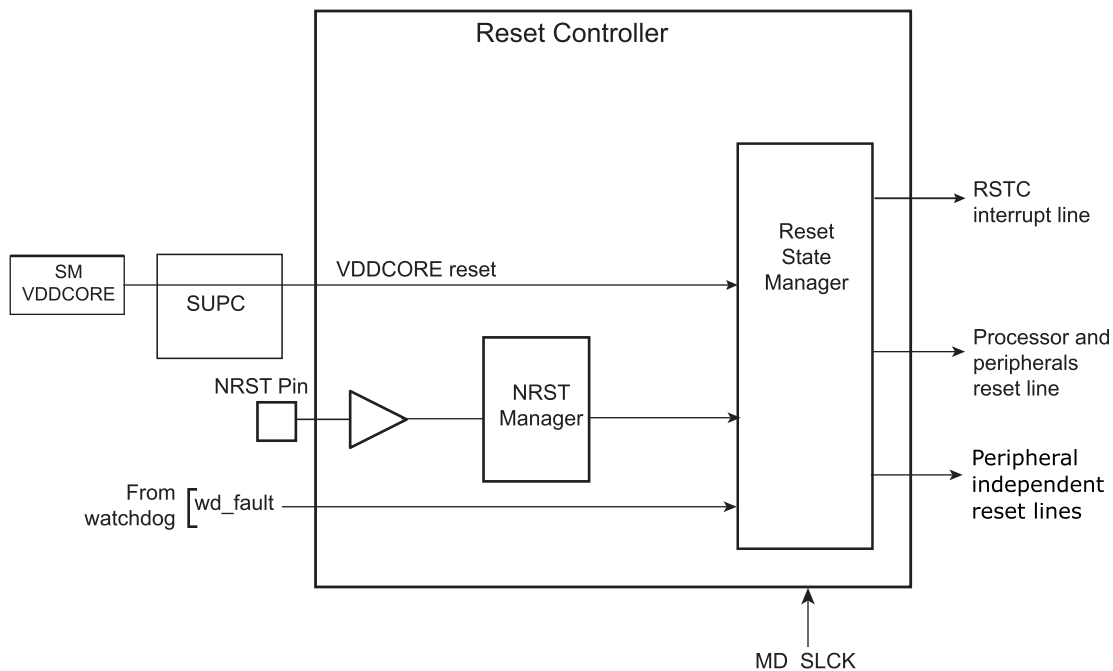 Reset Controller
RSTC
interrupt line
Reset
State
Manager
SM
VDDCORE
SUPC
VDDCORE reset
Processor and
peripherals
reset line
NRST Pin
NRST
Manager
Peripheral
independent
reset lines
From
watchdog
wd_fault
MD_SLCK